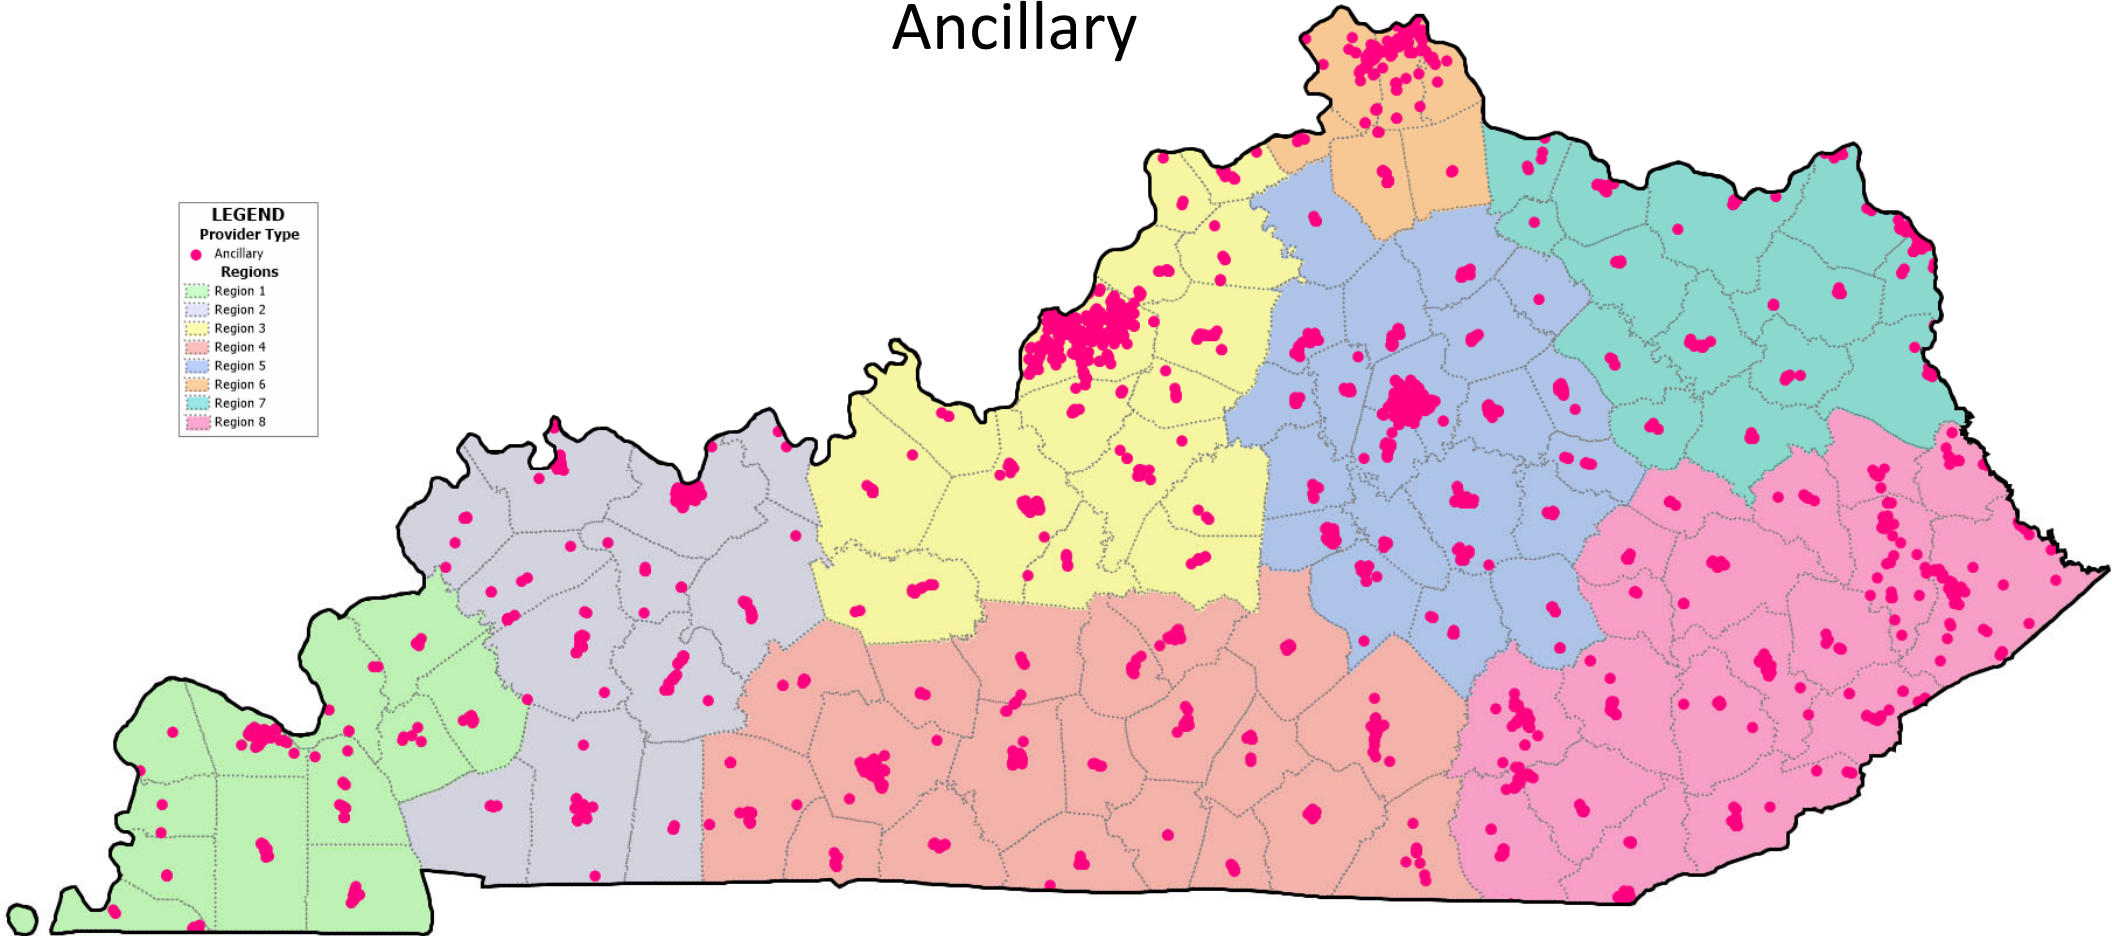 Ancillary
LEGEND
Provider Type
Ancillary
Regions
Region 1
Region 2
Region 3
Region 4
Region 5
Region 6
Region 7
Region 8